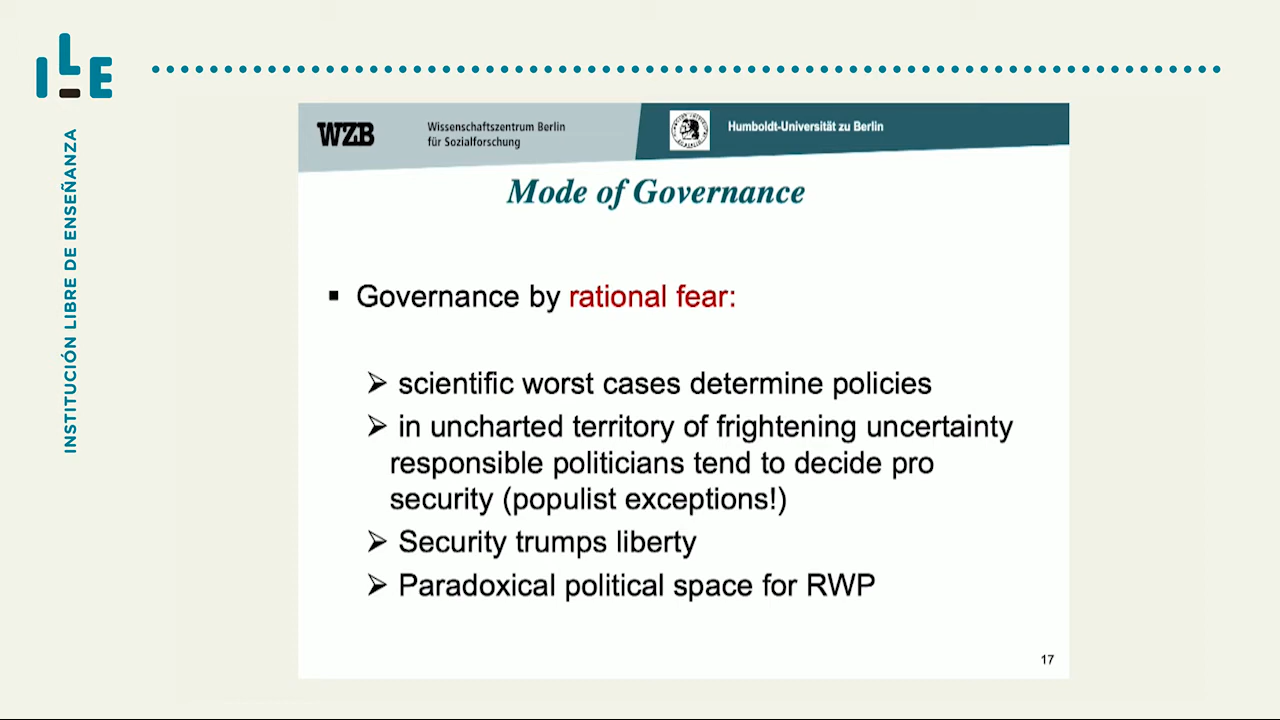 ILE
INSTITUCIÓN LIBRE DE ENSEÑANZA
WZB
Wissenschaftszentrum Berlin
für Sozialforschung
Humboldt-Universität zu Berlin
Mode of Governance
▪ Governance by rational fear:
➢ scientific worst cases determine policies
➢ in uncharted territory of frightening uncertainty
responsible politicians tend to decide pro
security (populist exceptions!)
➢ Security trumps liberty
➢ Paradoxical political space for RWP
17